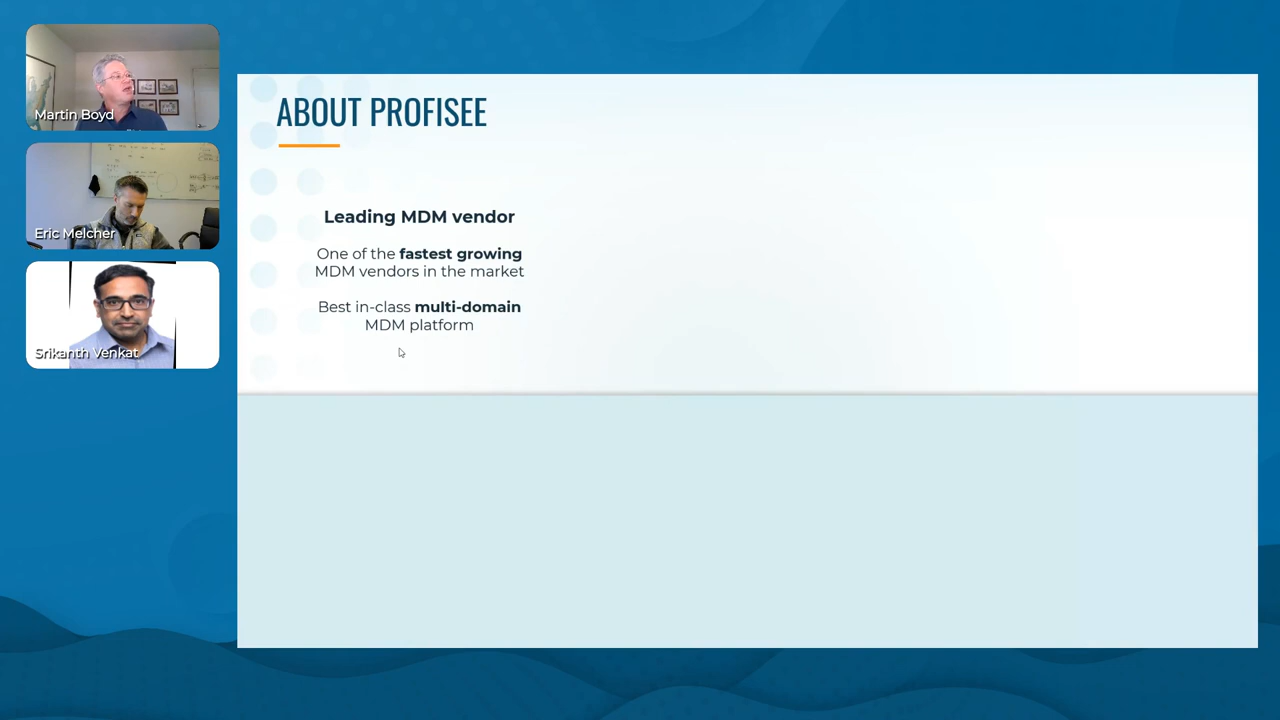 Martin Boyd
Eric Melcher
Srikanth Venkat
ABOUT PROFISEE
Leading MDM vendor
One of the fastest growing
MDM vendors in the market
Best in-class multi-domain
MDM platform